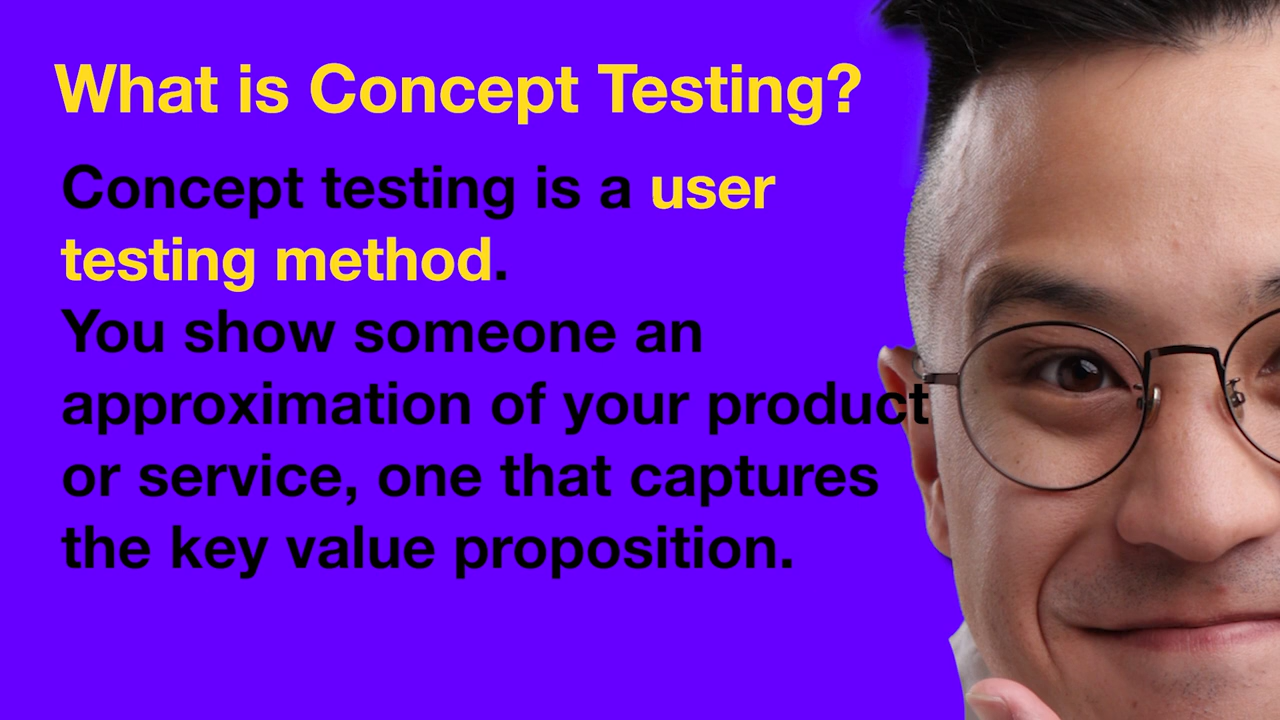 What is Concept Testing?
Concept testing is a user
testing method.
You show someone an
approximation of your product
or service, one that captures
the key value proposition.